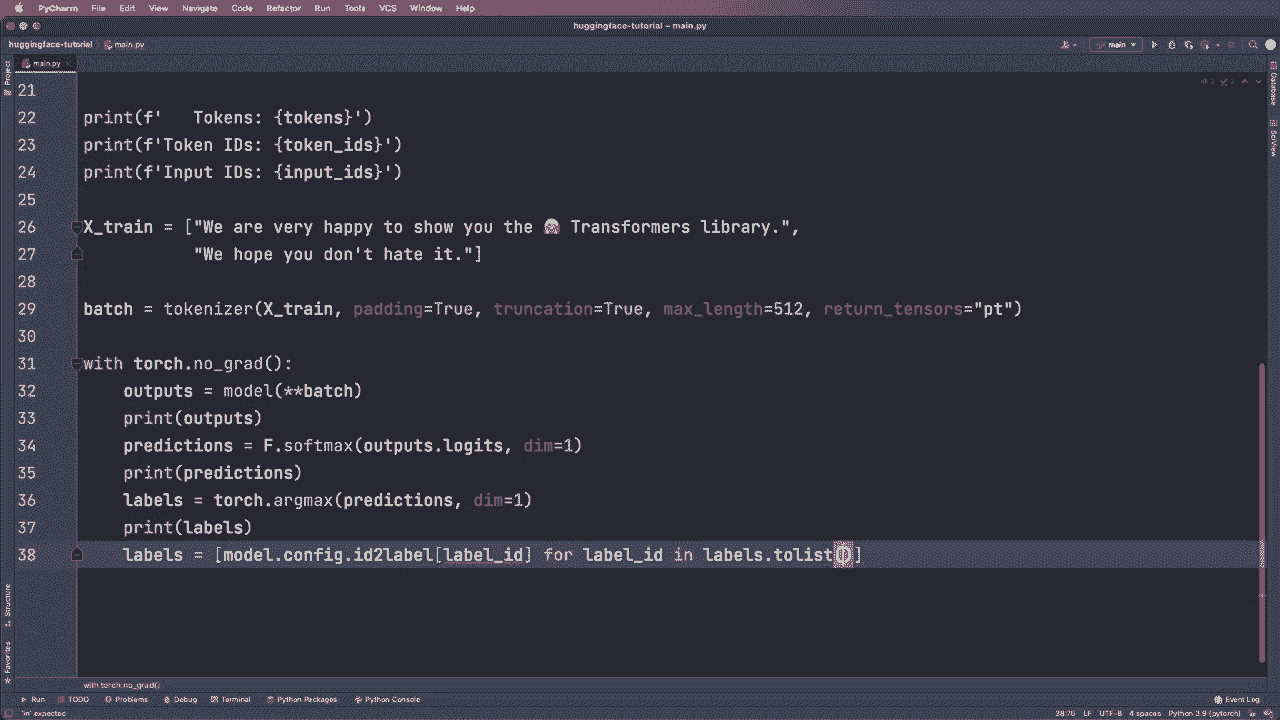 PyCharm File Edit View Navigate Code Refactor Run Tools VCS Window Help
huggingface-tutorial – main.py
huggingface-tutorial main.py main
main.py
Project
Database
SciView
21
22 print(f'   Tokens: {tokens}')
23 print(f'Token IDs: {token_ids}')
24 print(f'Input IDs: {input_ids}')
25
26 X_train = ["We are very happy to show you the 🤗 Transformers library.",
27 "We hope you don't hate it."]
28
29 batch = tokenizer(X_train, padding=True, truncation=True, max_length=512, return_tensors="pt")
30
31 with torch.no_grad():
32 outputs = model(**batch)
33 print(outputs)
34 predictions = F.softmax(outputs.logits, dim=1)
35 print(predictions)
36 labels = torch.argmax(predictions, dim=1)
37 print(labels)
38 labels = [model.config.id2label[label_id] for label_id in labels.tolist()]
Structure
Favorites
with torch.no_grad()
Run TODO Problems Debug Terminal Python Packages Python Console Event Log
'in' expected 38:76 LF UTF-8 4 spaces Python 3.9 (pytorch)